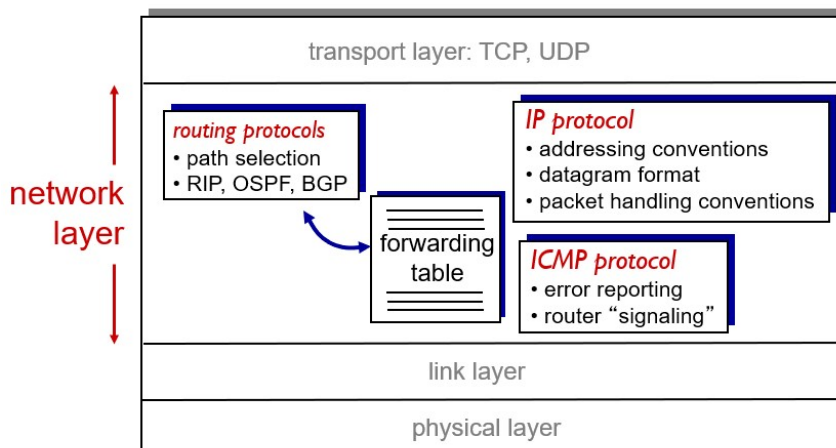 transport layer: TCP, UDP
network
layer
routing protocols
• path selection
• RIP, OSPF, BGP
forwarding
table
IP protocol
• addressing conventions
• datagram format
• packet handling conventions
ICMP protocol
• error reporting
• router “signaling”
link layer
physical layer